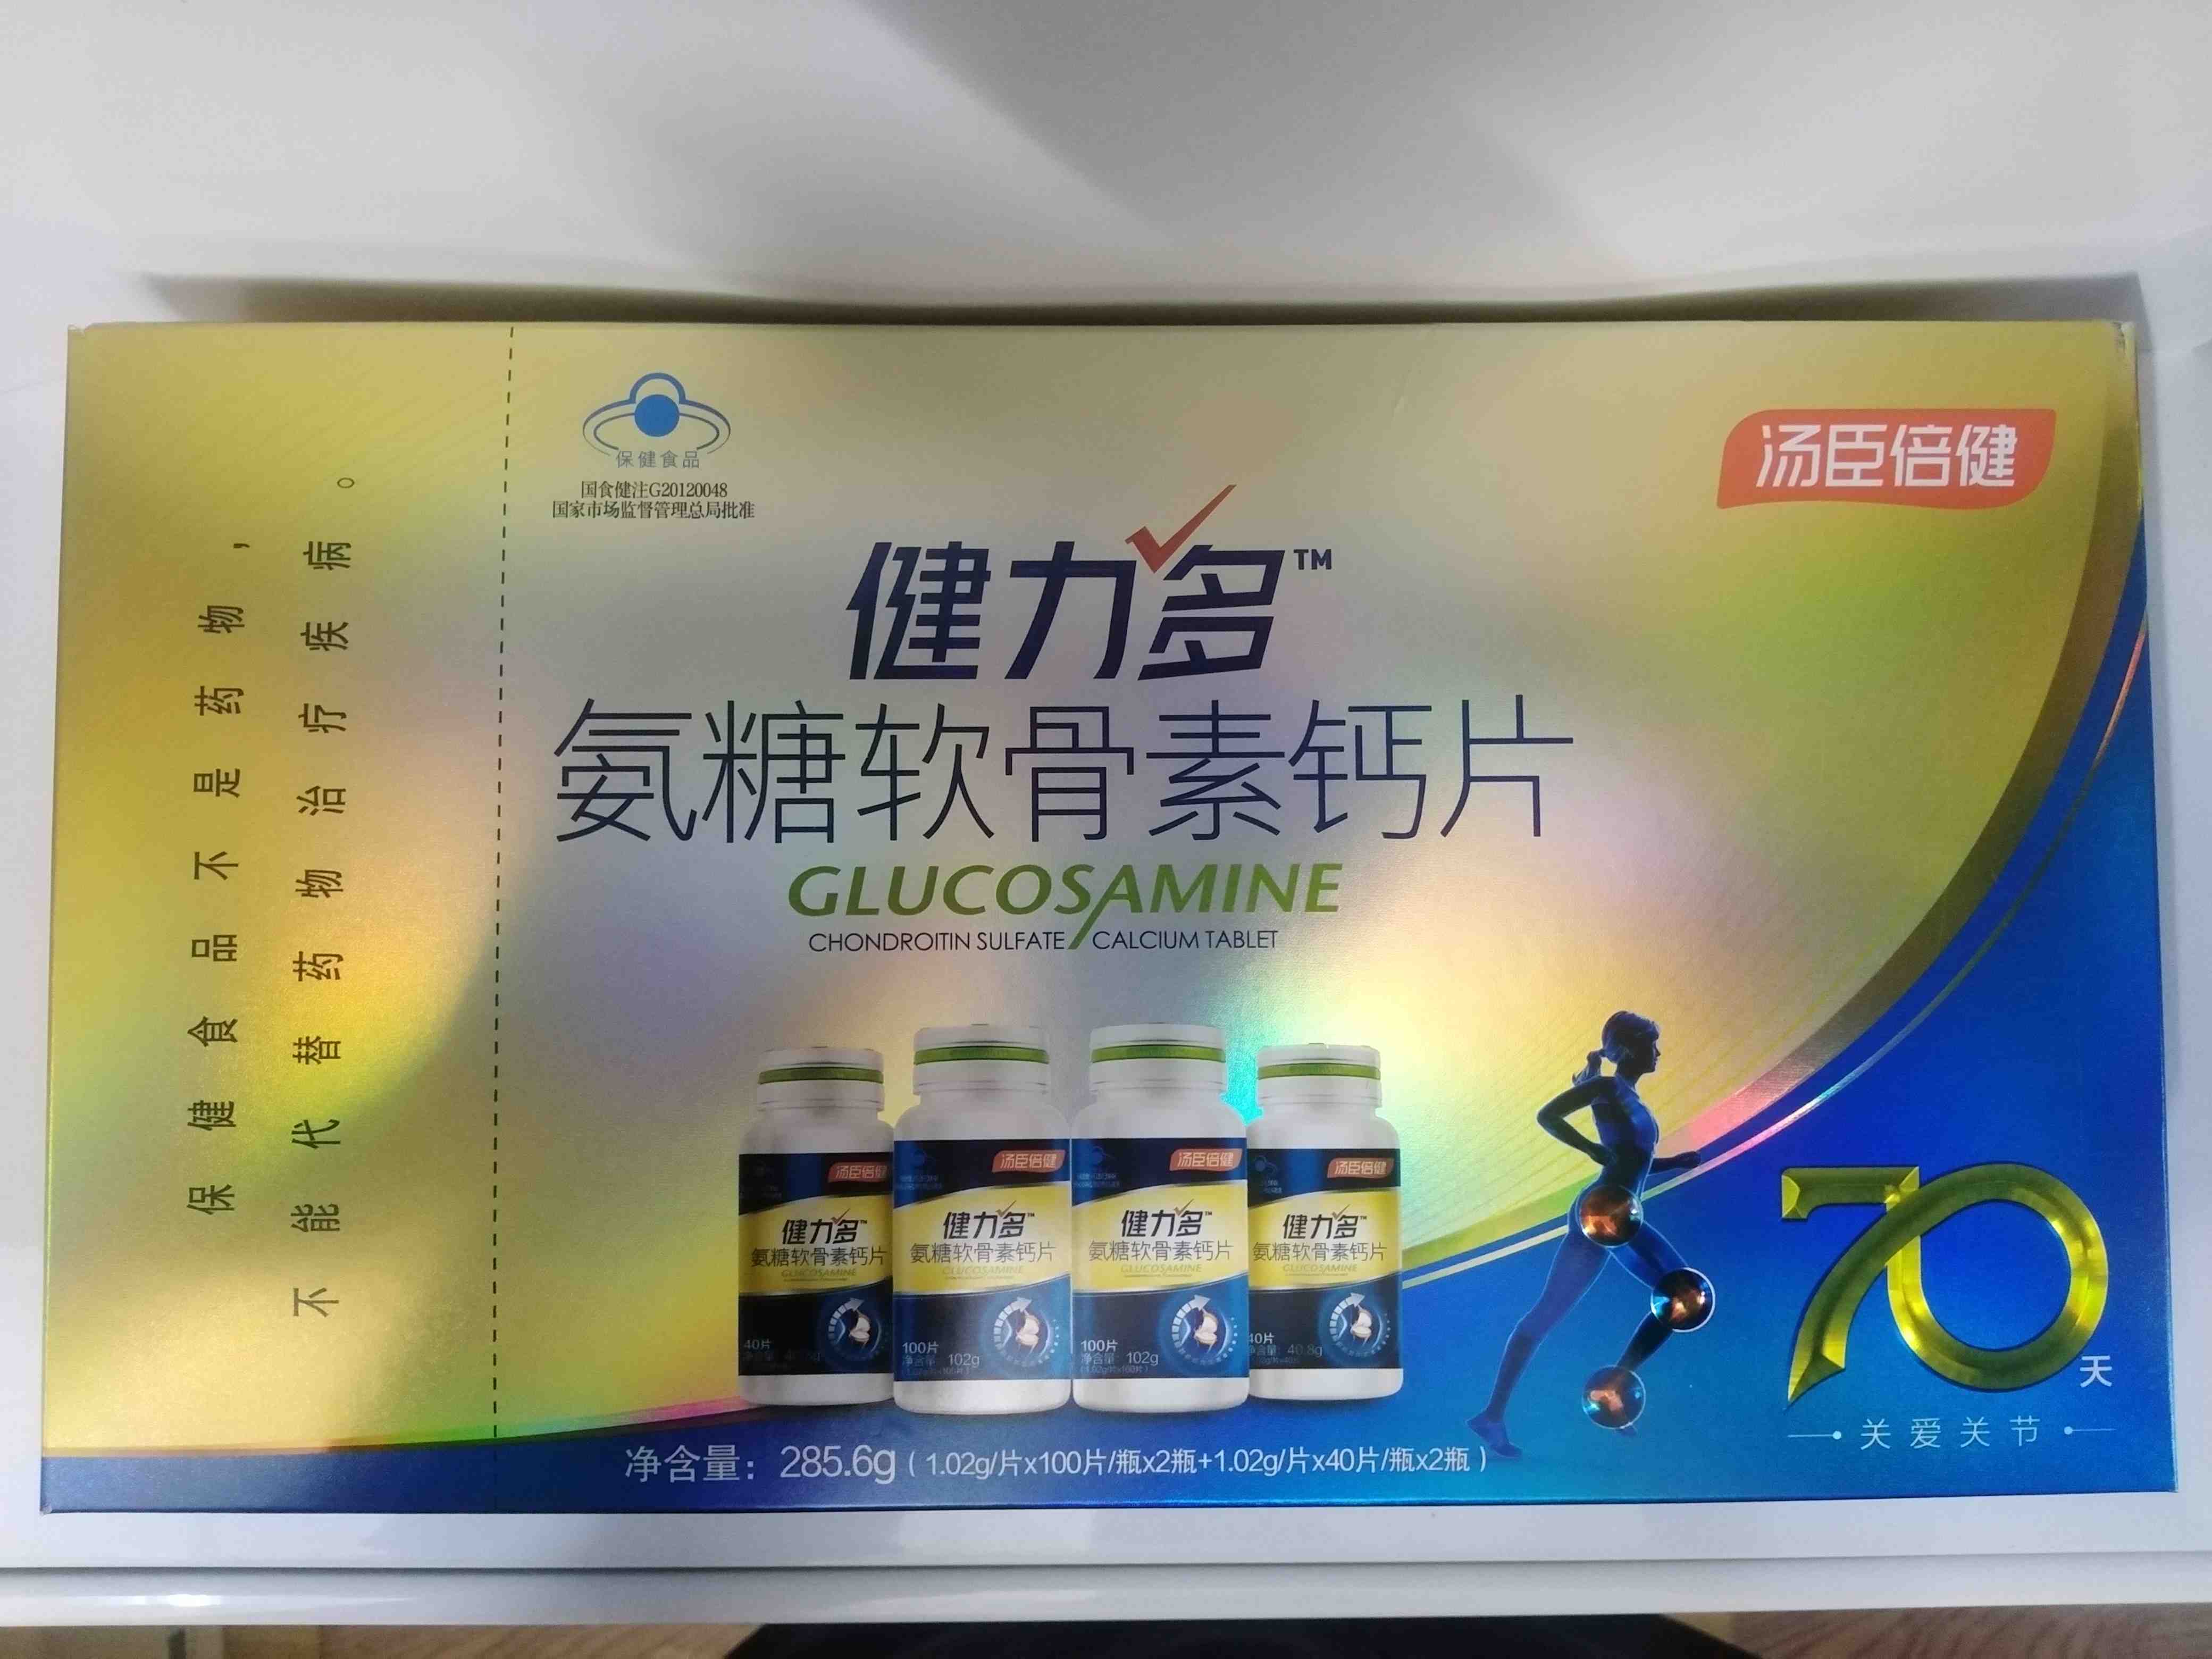 保健食品不是药物，
不能代替药物治疗疾病。
保健食品
国食健注G20120048
国家市场监督管理总局批准
汤臣倍健
健力多™
氨糖软骨素钙片
GLUCOSAMINE
CHONDROITIN SULFATE CALCIUM TABLET
汤臣倍健
健力多™
氨糖软骨素钙片
GLUCOSAMINE
40片
汤臣倍健
健力多™
氨糖软骨素钙片
GLUCOSAMINE
100片
净含量：102g
汤臣倍健
健力多™
氨糖软骨素钙片
GLUCOSAMINE
100片
净含量：102g
汤臣倍健
健力多™
氨糖软骨素钙片
GLUCOSAMINE
40片
净含量：40.8g
70天
关爱关节
净含量：285.6g（1.02g/片x100片/瓶x2瓶+1.02g/片x40片/瓶x2瓶）